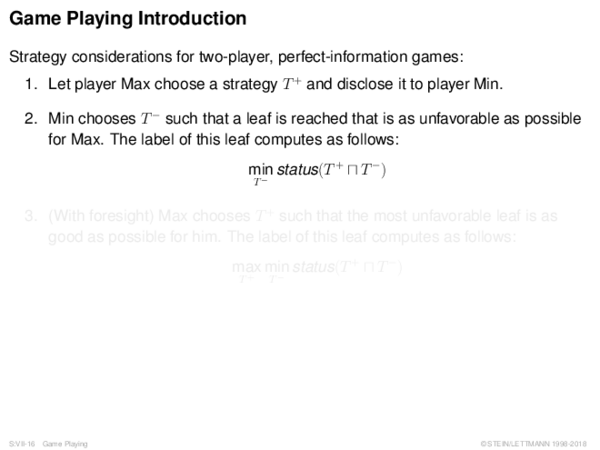 Game Playing Introduction
Strategy considerations for two-player, perfect-information games:
1. Let player Max choose a strategy T⁺ and disclose it to player Min.
2. Min chooses T⁻ such that a leaf is reached that is as unfavorable as possible
for Max. The label of this leaf computes as follows:
min status(T⁺ ⊓ T⁻)
T⁻
3. (With foresight) Max chooses T⁺ such that the most unfavorable leaf is as
good as possible for him. The label of this leaf computes as follows:
max min status(T⁺ ⊓ T⁻)
T⁺ T⁻
S:VII-16 Game Playing
© STEIN/LETTMANN 1998-2018